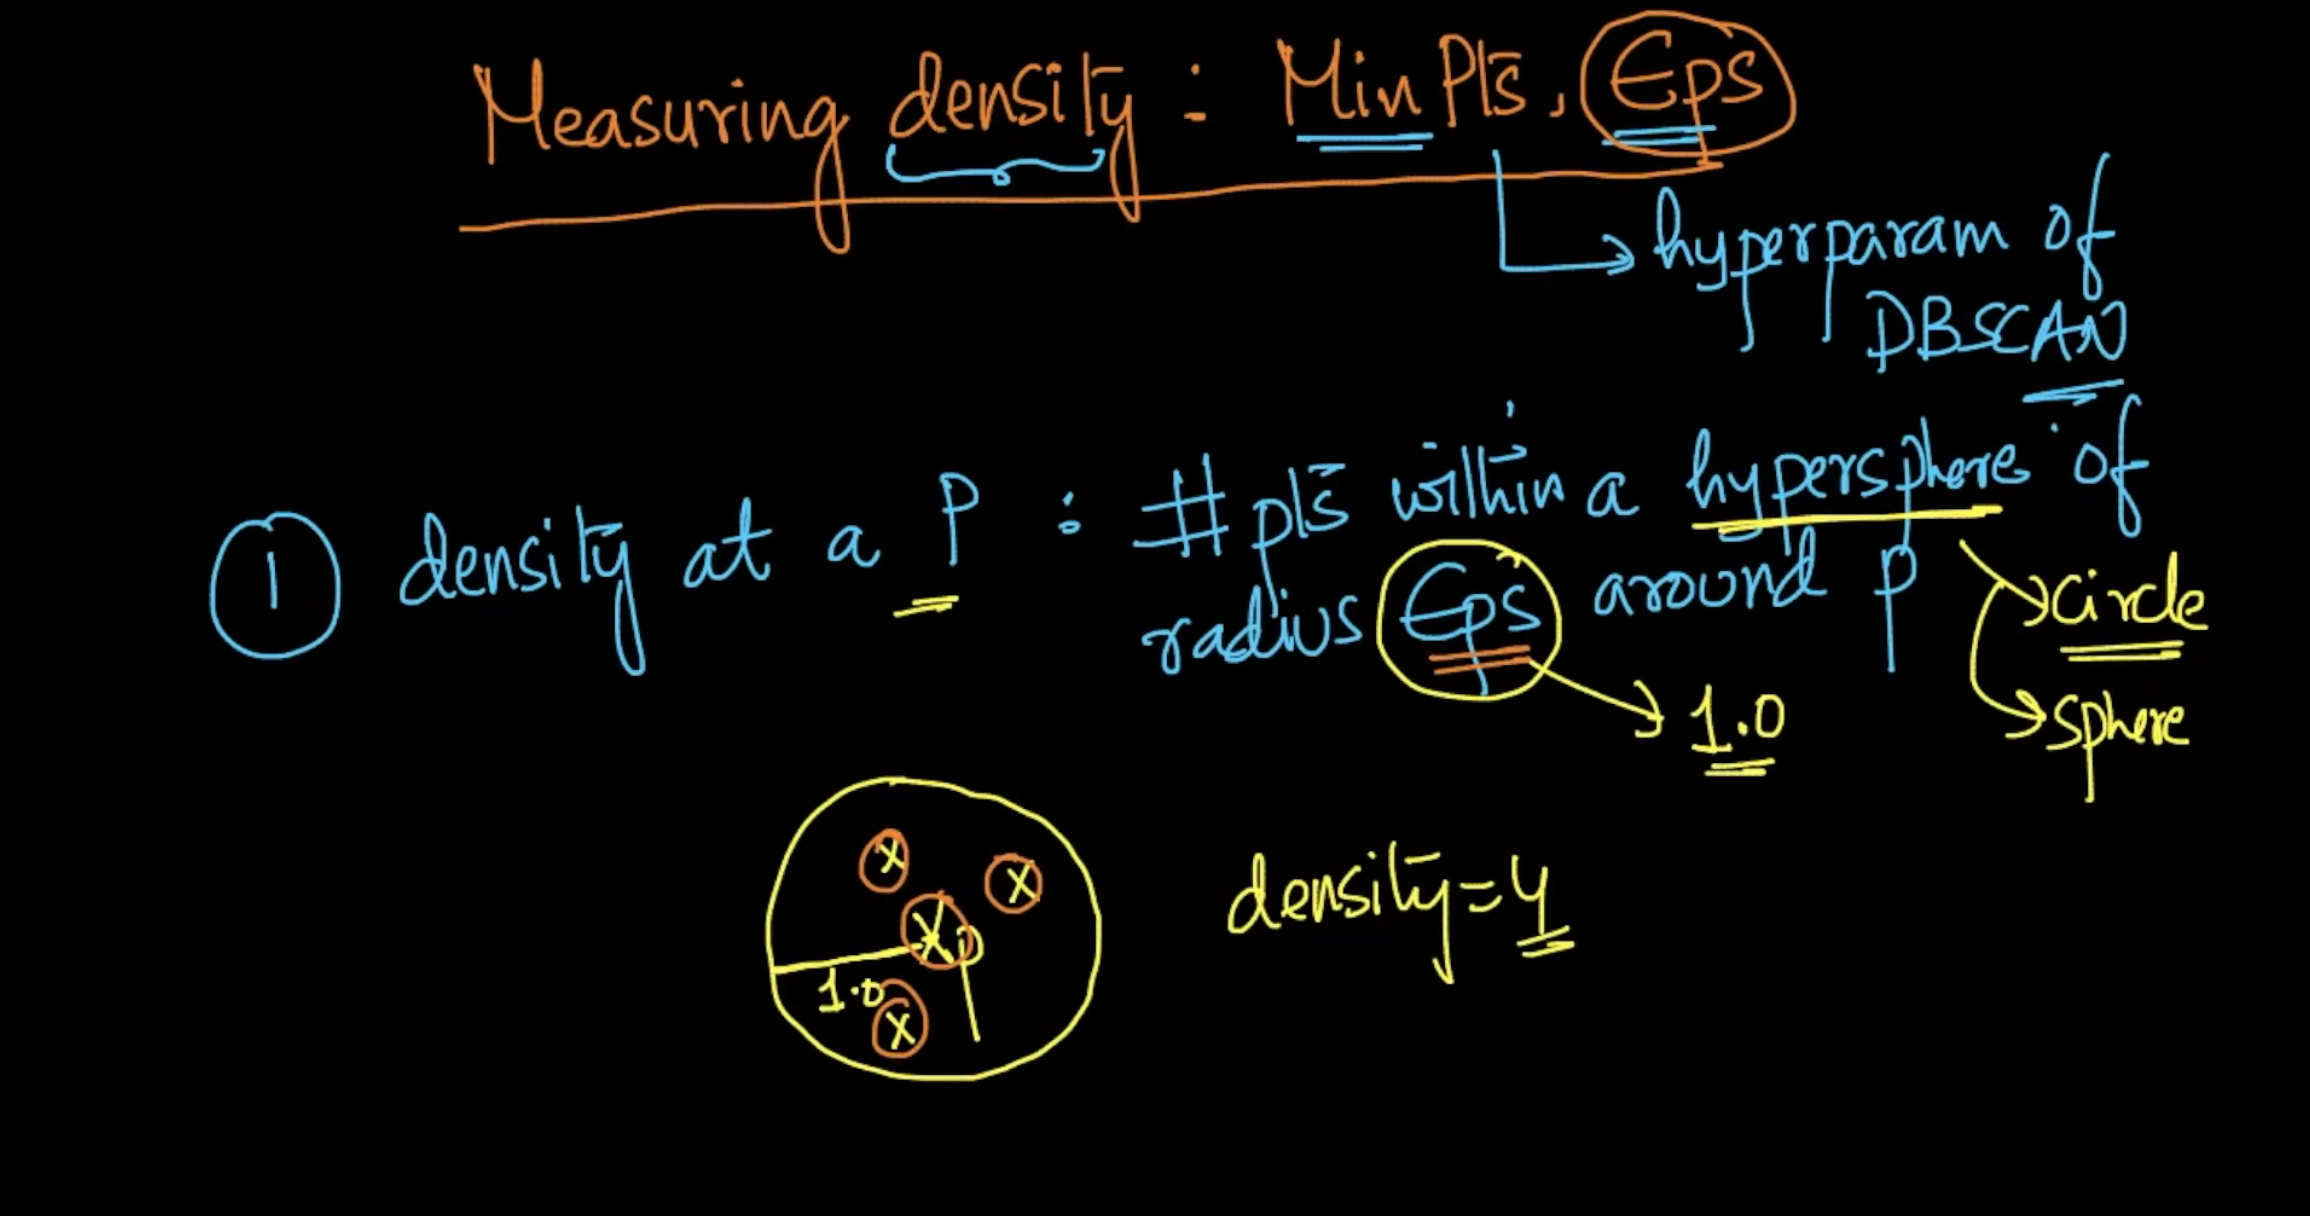 Measuring density : MinPts, Eps
hyperparam of
DBSCAN
1 density at a P : #pts within a hypersphere of
radius Eps around P
circle
sphere
1.0
x x
x P
1.0
x
density=4